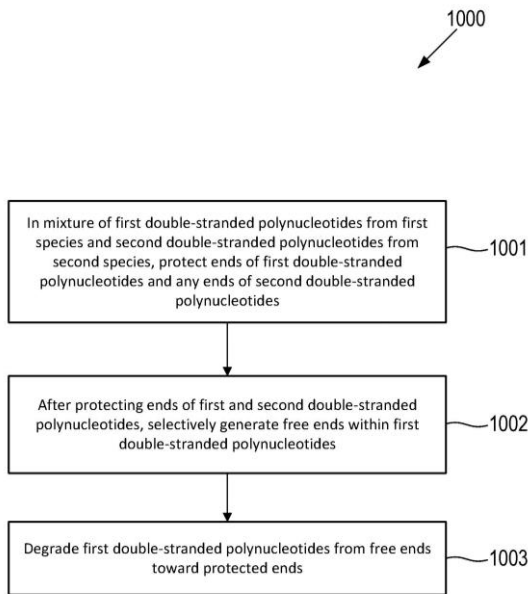 1000
In mixture of first double-stranded polynucleotides from first
species and second double-stranded polynucleotides from
second species, protect ends of first double-stranded
polynucleotides and any ends of second double-stranded
polynucleotides
1001
After protecting ends of first and second double-stranded
polynucleotides, selectively generate free ends within first
double-stranded polynucleotides
1002
Degrade first double-stranded polynucleotides from free ends
toward protected ends
1003